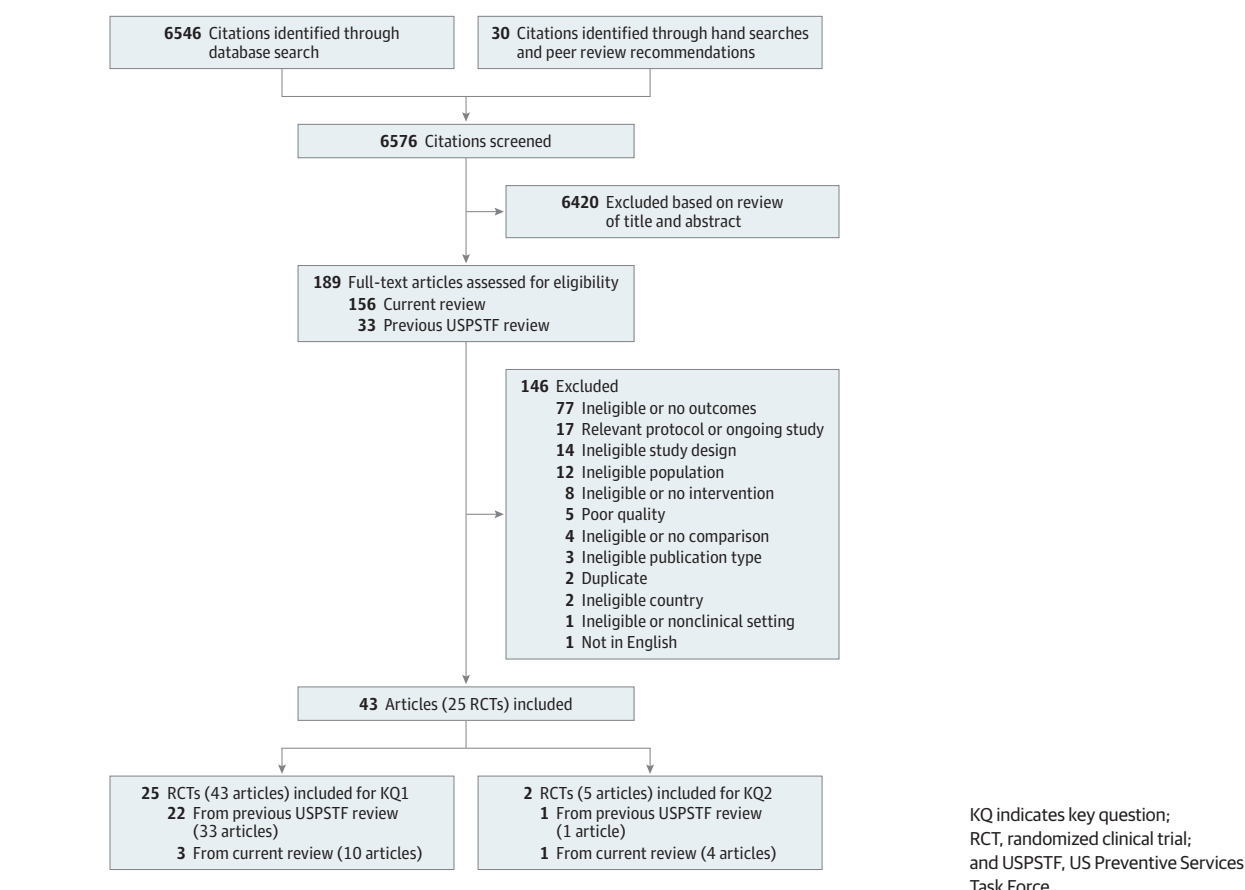 6546 Citations identified through
database search
30 Citations identified through hand searches
and peer review recommendations
6576 Citations screened
6420 Excluded based on review
of title and abstract
189 Full-text articles assessed for eligibility
156 Current review
33 Previous USPSTF review
146 Excluded
77 Ineligible or no outcomes
17 Relevant protocol or ongoing study
14 Ineligible study design
12 Ineligible population
8 Ineligible or no intervention
5 Poor quality
4 Ineligible or no comparison
3 Ineligible publication type
2 Duplicate
2 Ineligible country
1 Ineligible or nonclinical setting
1 Not in English
43 Articles (25 RCTs) included
25 RCTs (43 articles) included for KQ1
22 From previous USPSTF review
(33 articles)
3 From current review (10 articles)
2 RCTs (5 articles) included for KQ2
1 From previous USPSTF review
(1 article)
1 From current review (4 articles)
KQ indicates key question;
RCT, randomized clinical trial;
and USPSTF, US Preventive Services
Task Force